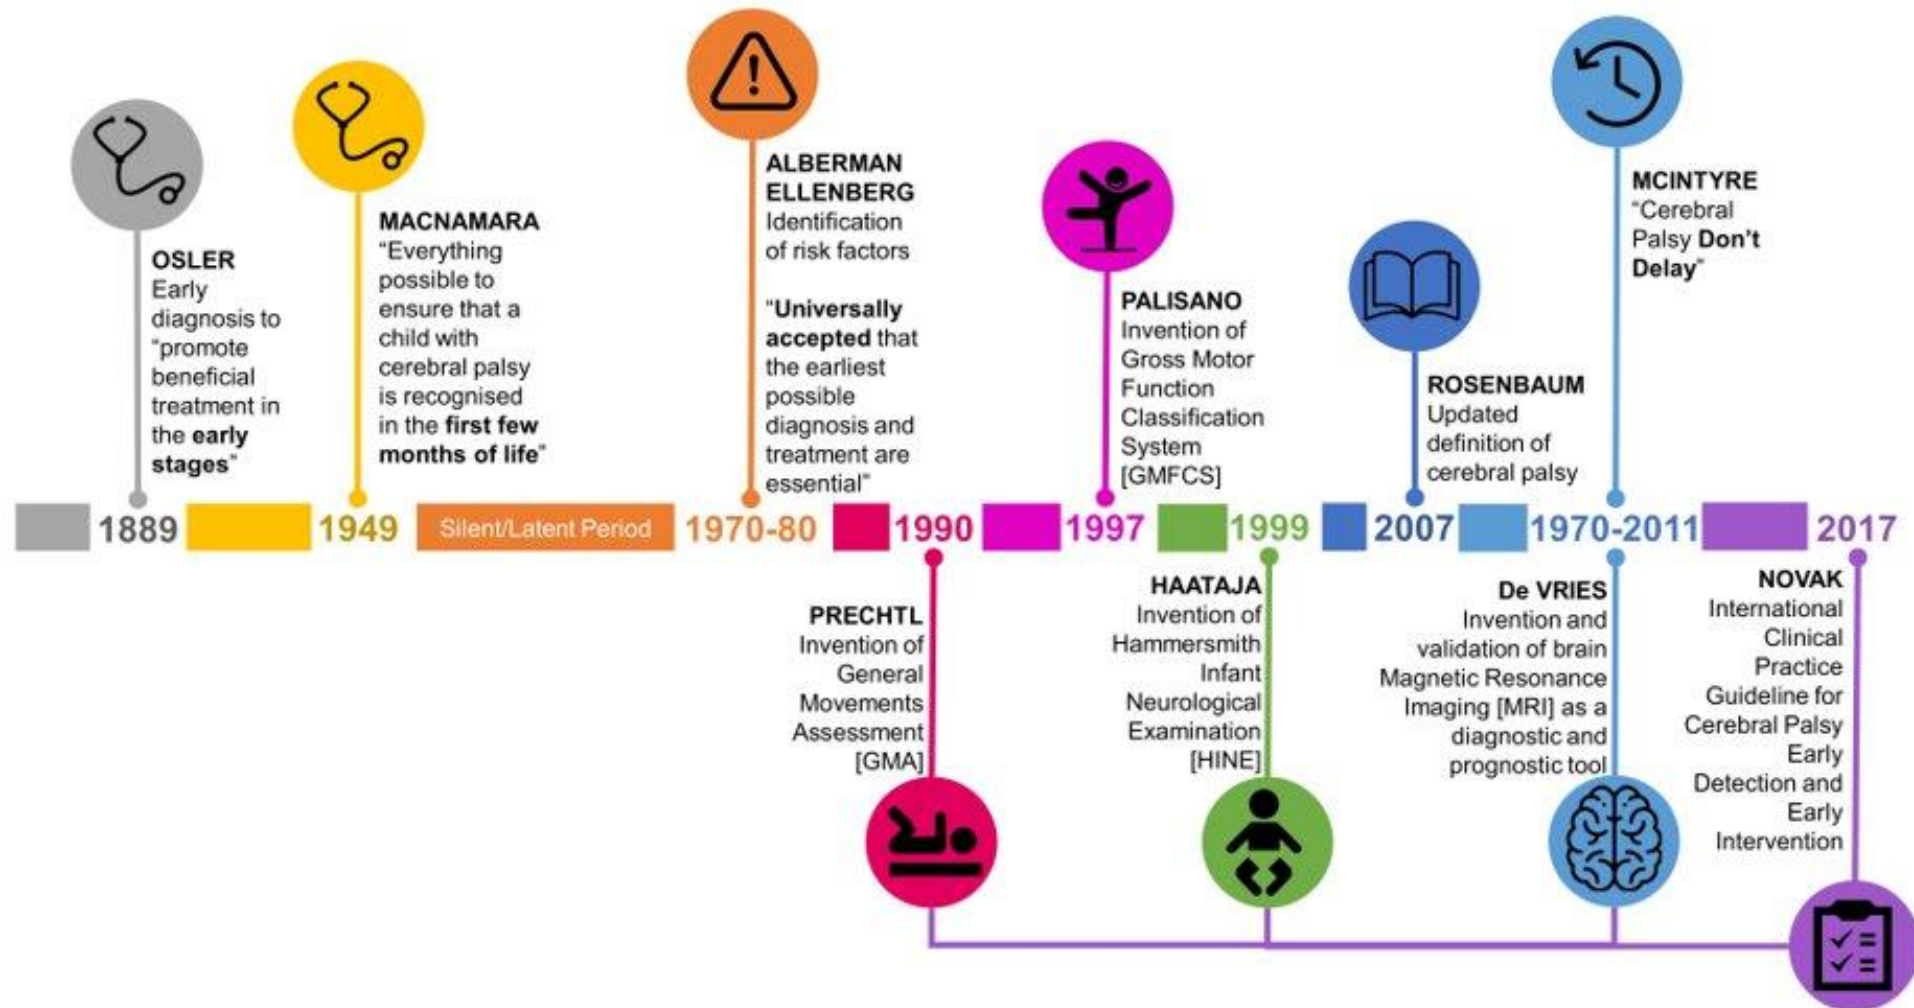 OSLER
Early
diagnosis to
“promote
beneficial
treatment in
the early
stages”
MACNAMARA
“Everything
possible to
ensure that a
child with
cerebral palsy
is recognised
in the first few
months of life”
ALBERMAN
ELLENBERG
Identification
of risk factors
“Universally
accepted that
the earliest
possible
diagnosis and
treatment are
essential”
PALISANO
Invention of
Gross Motor
Function
Classification
System
[GMFCS]
ROSENBAUM
Updated
definition of
cerebral palsy
MCINTYRE
“Cerebral
Palsy Don’t
Delay”
1889 1949 Silent/Latent Period 1970-80 1990 1997 1999 2007 1970-2011 2017
PRECHTL
Invention of
General
Movements
Assessment
[GMA]
HAATAJA
Invention of
Hammersmith
Infant
Neurological
Examination
[HINE]
De VRIES
Invention and
validation of brain
Magnetic Resonance
Imaging [MRI] as a
diagnostic and
prognostic tool
NOVAK
International
Clinical
Practice
Guideline for
Cerebral Palsy
Early
Detection and
Early
Intervention